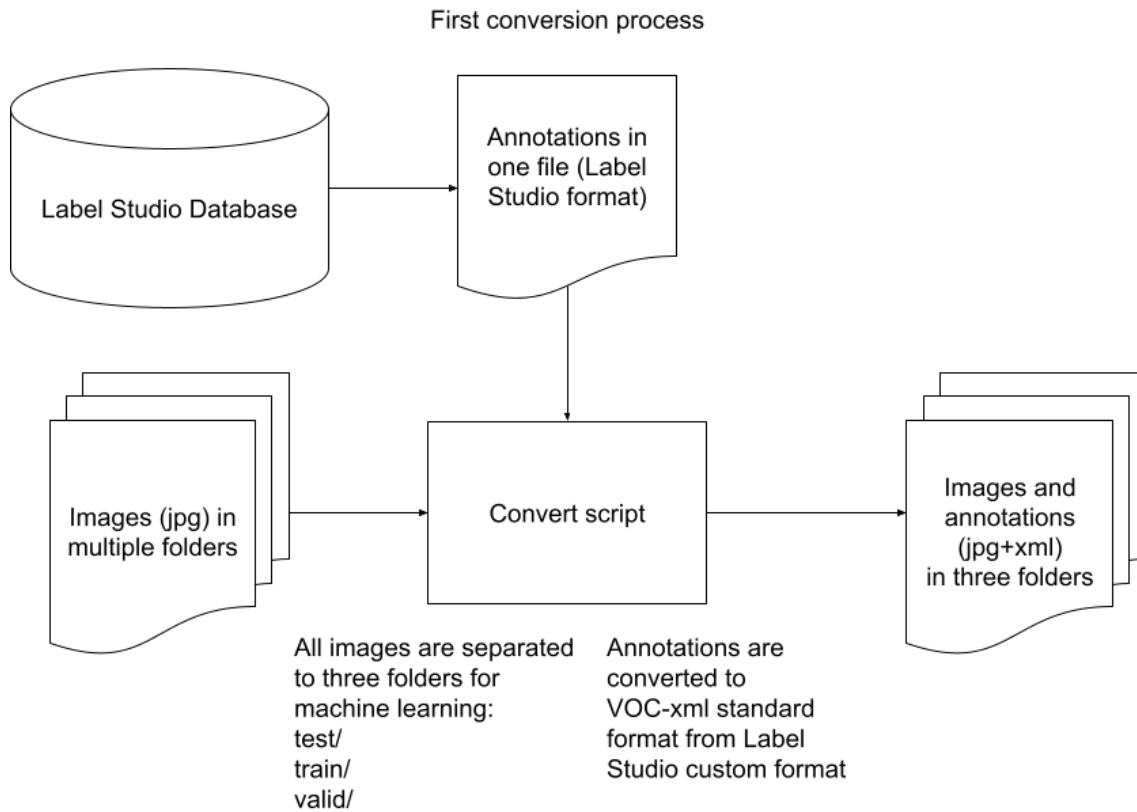 First conversion process
Label Studio Database
Annotations in
one file (Label
Studio format)
Images (jpg) in
multiple folders
Convert script
Images and
annotations
(jpg+xml)
in three folders
All images are separated
to three folders for
machine learning:
test/
train/
valid/
Annotations are
converted to
VOC-xml standard
format from Label
Studio custom format